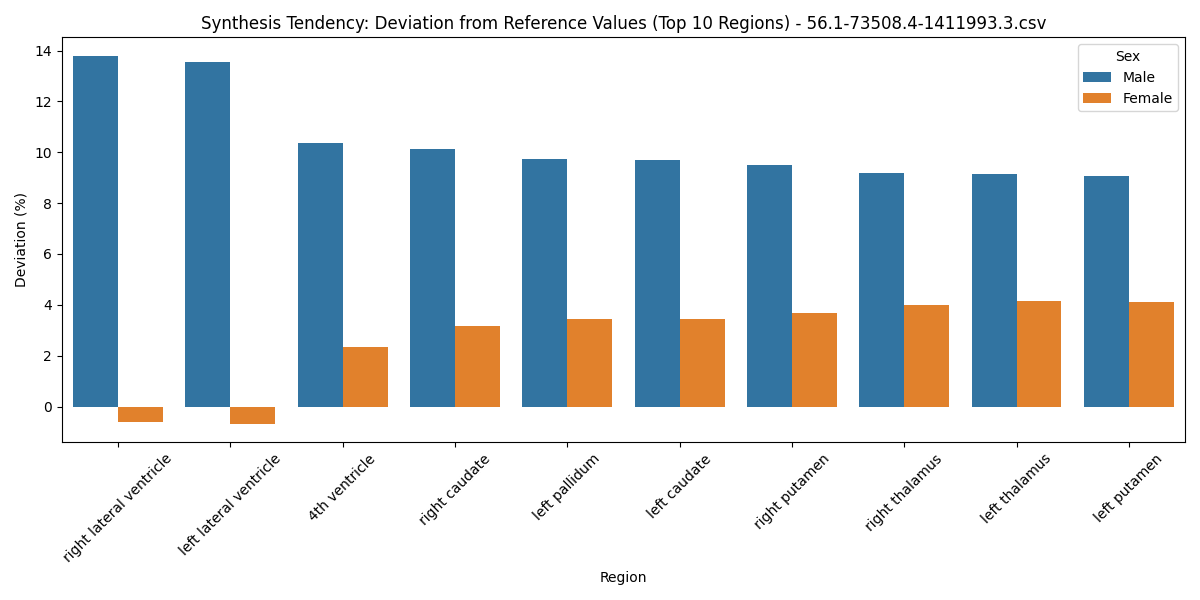 Synthesis Tendency: Deviation from Reference Values (Top 10 Regions) - 56.1-73508.4-1411993.3.csv
Sex
Male
Female
Deviation (%)
14
12
10
8
6
4
2
0
right lateral ventricle
left lateral ventricle
4th ventricle
right caudate
left pallidum
left caudate
right putamen
right thalamus
left thalamus
left putamen
Region